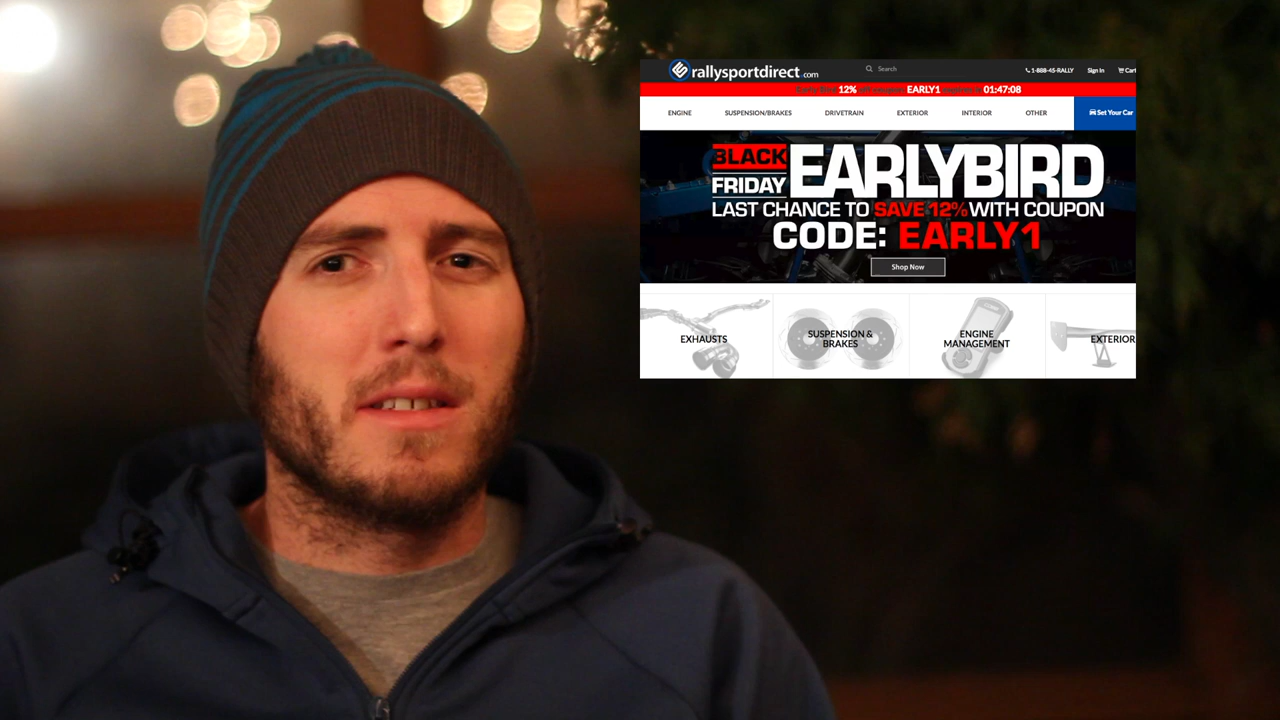 rallysportdirect.com
Search
1-888-45-RALLY
Sign In
Cart
12% off coupon EARLY1 01:47:08
ENGINE
SUSPENSION/BRAKES
DRIVETRAIN
EXTERIOR
INTERIOR
OTHER
Set Your Car
BLACK
FRIDAY
EARLYBIRD
LAST CHANCE TO SAVE 12% WITH COUPON
CODE: EARLY1
Shop Now
EXHAUSTS
SUSPENSION &
BRAKES
ENGINE
MANAGEMENT
EXTERIOR